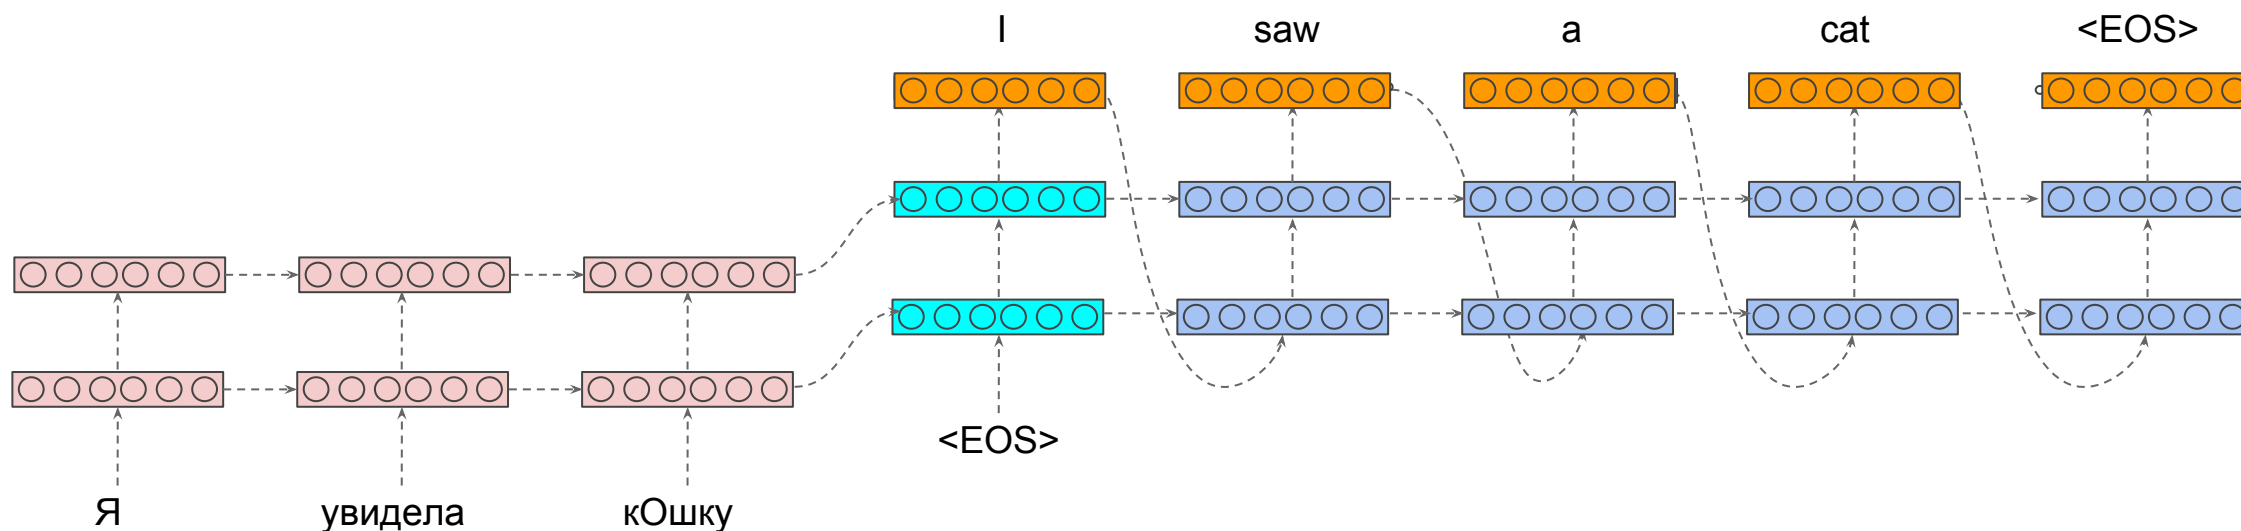 I saw a cat <EOS>
<EOS>
Я увидела кОшку